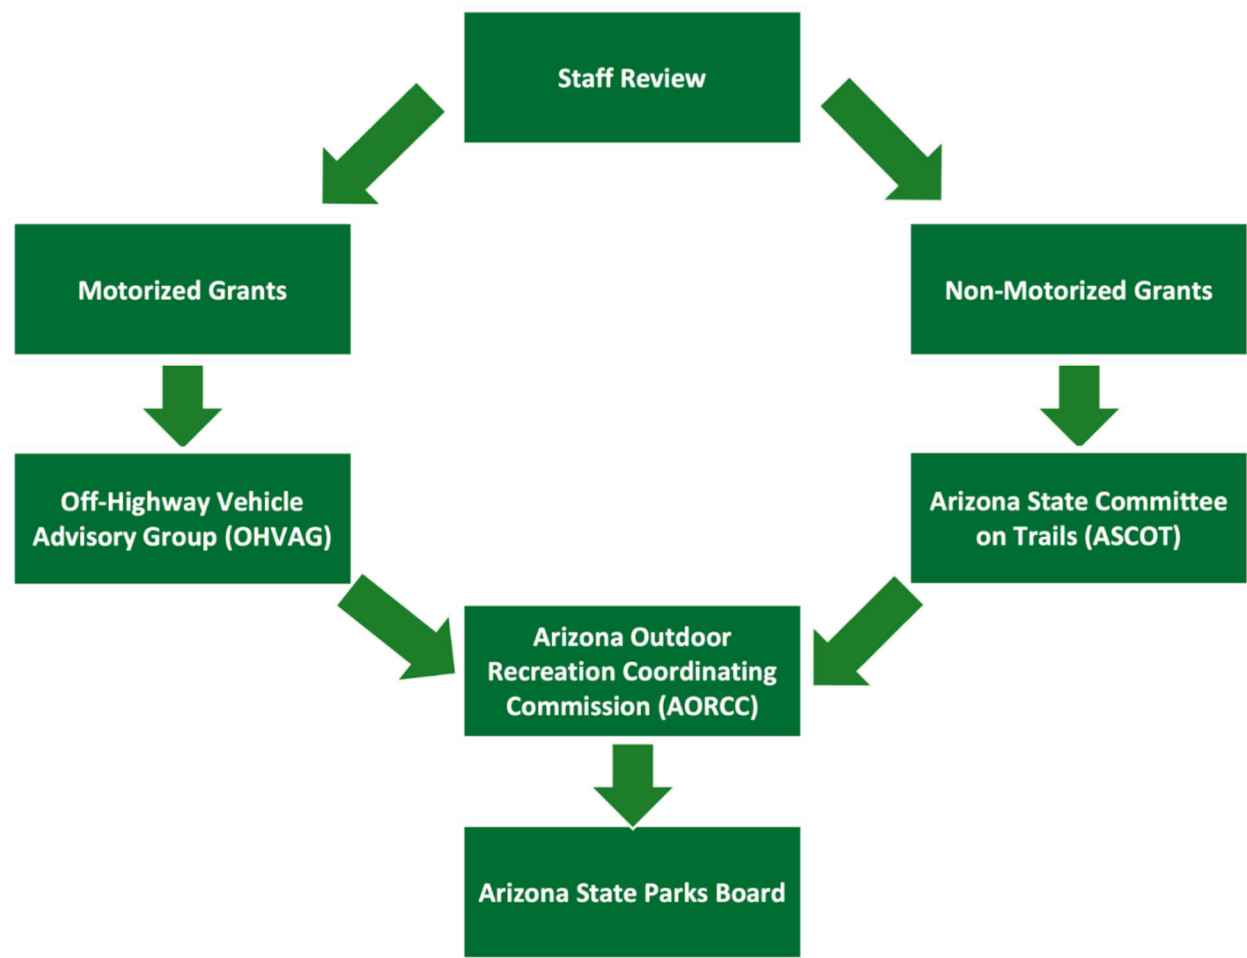 Staff Review
Motorized Grants
Non-Motorized Grants
Off-Highway Vehicle
Advisory Group (OHVAG)
Arizona State Committee
on Trails (ASCOT)
Arizona Outdoor
Recreation Coordinating
Commission (AORCC)
Arizona State Parks Board